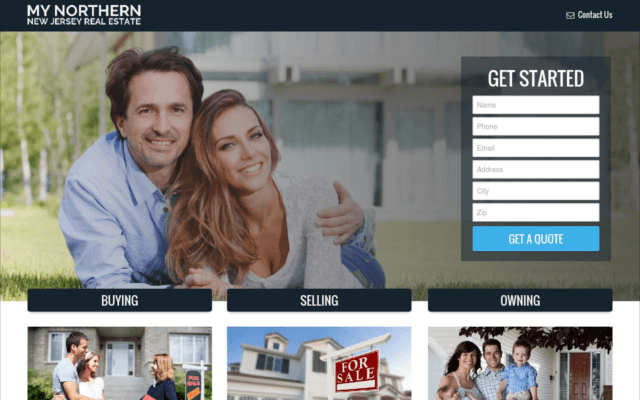 MY NORTHERN
NEW JERSEY REAL ESTATE
Contact Us
GET STARTED
Name
Phone
Email
Address
City
Zip
GET A QUOTE
BUYING
SELLING
OWNING
FOR
SALE